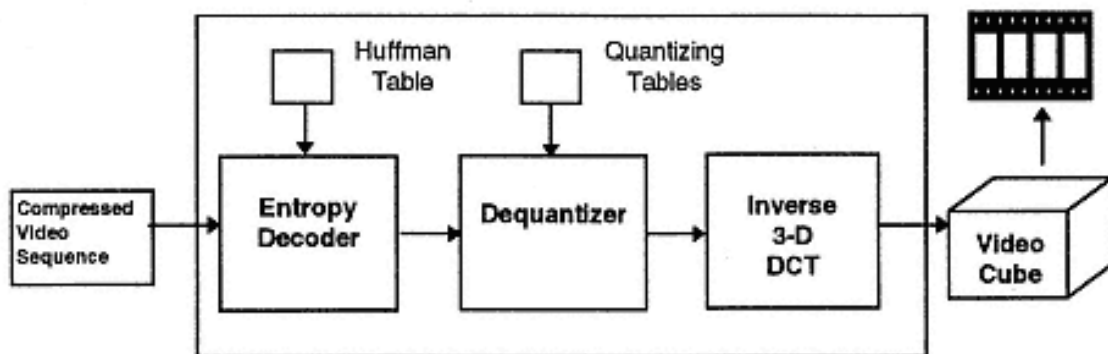 Huffman
Table
Quantizing
Tables
Compressed
Video
Sequence
Entropy
Decoder
Dequantizer
Inverse
3-D
DCT
Video
Cube